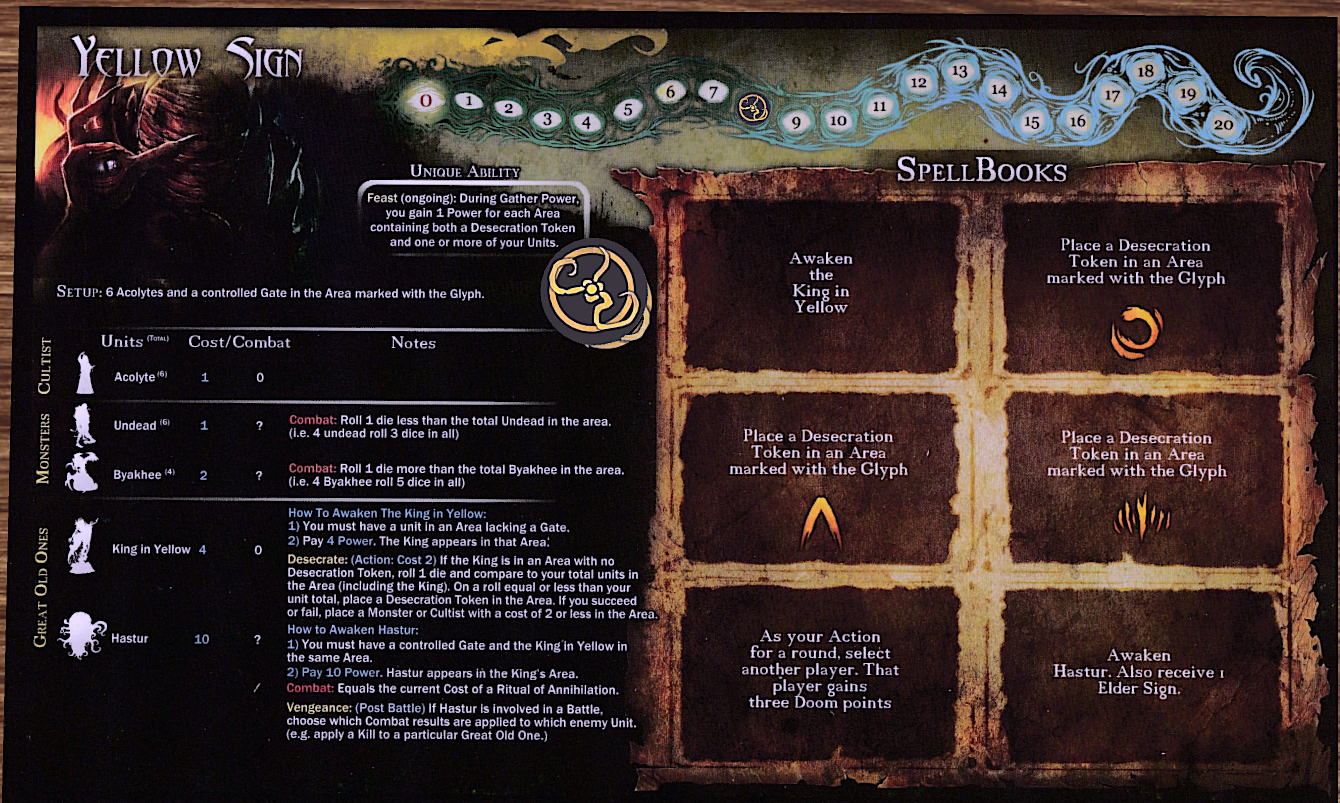 Yellow Sign
0 1 2 3 4 5 6 7 9 10 11 12 13 14 15 16 17 18 19 20
Unique Ability
Feast (ongoing): During Gather Power,
you gain 1 Power for each Area
containing both a Desecration Token
and one or more of your Units.
Setup: 6 Acolytes and a controlled Gate in the Area marked with the Glyph.
Units (Total) Cost/Combat Notes
Cultist
Acolyte (6) 1 0
Monsters
Undead (6) 1 ? Combat: Roll 1 die less than the total Undead in the area.
(i.e. 4 undead roll 3 dice in all)
Byakhee (4) 2 ? Combat: Roll 1 die more than the total Byakhee in the area.
(i.e. 4 Byakhee roll 5 dice in all)
Great Old Ones
How To Awaken The King in Yellow:
1) You must have a unit in an Area lacking a Gate.
2) Pay 4 Power. The King appears in that Area.
King in Yellow 4 0
Desecrate: (Action: Cost 2) If the King is in an Area with no
Desecration Token, roll 1 die and compare to your total units in
the Area (including the King). On a roll equal or less than your
unit total, place a Desecration Token in the Area. If you succeed
or fail, place a Monster or Cultist with a cost of 2 or less in the Area.
How to Awaken Hastur:
Hastur 10 ?
1) You must have a controlled Gate and the King in Yellow in
the same Area.
2) Pay 10 Power. Hastur appears in the King's Area.
Combat: Equals the current Cost of a Ritual of Annihilation.
Vengeance: (Post Battle) If Hastur is involved in a Battle,
choose which Combat results are applied to which enemy Unit.
(e.g. apply a Kill to a particular Great Old One.)
SpellBooks
Awaken
the
King in
Yellow
Place a Desecration
Token in an Area
marked with the Glyph
Place a Desecration
Token in an Area
marked with the Glyph
Place a Desecration
Token in an Area
marked with the Glyph
As your Action
for a round, select
another player. That
player gains
three Doom points
Awaken
Hastur. Also receive 1
Elder Sign.